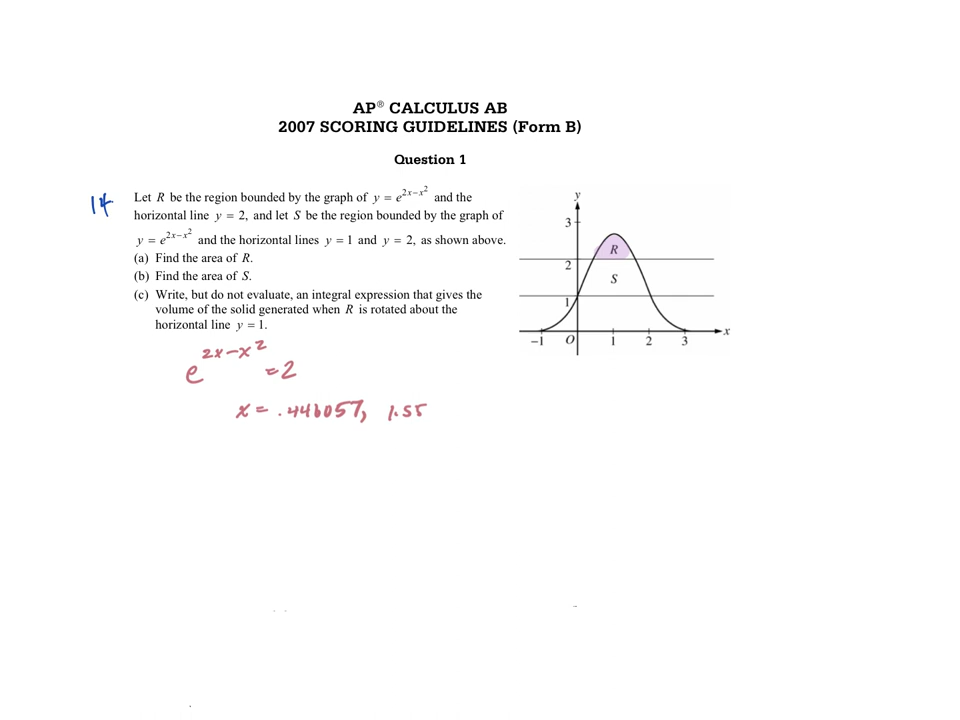 AP® CALCULUS AB
2007 SCORING GUIDELINES (Form B)
Question 1
14
Let R be the region bounded by the graph of y = e^{2x−x^2} and the
horizontal line y = 2, and let S be the region bounded by the graph of
y = e^{2x−x^2} and the horizontal lines y = 1 and y = 2, as shown above.
(a) Find the area of R.
(b) Find the area of S.
(c) Write, but do not evaluate, an integral expression that gives the
volume of the solid generated when R is rotated about the
horizontal line y = 1.
y
3
R
2
S
1
−1 O 1 2 3 x
e^{2x−x^2} = 2
x = .446057, 1.55